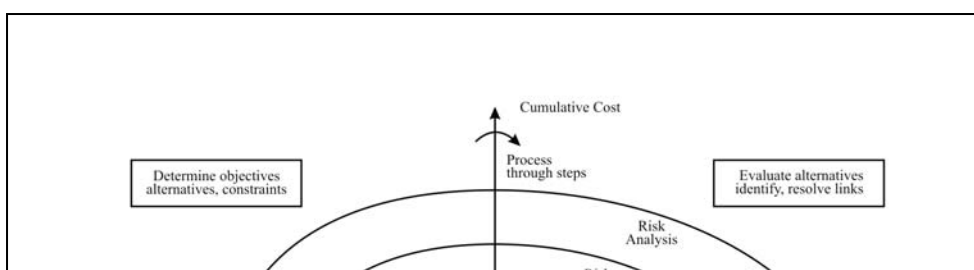 Cumulative Cost
Process
through steps
Determine objectives
alternatives, constraints
Evaluate alternatives
identify, resolve links
Risk
Analysis